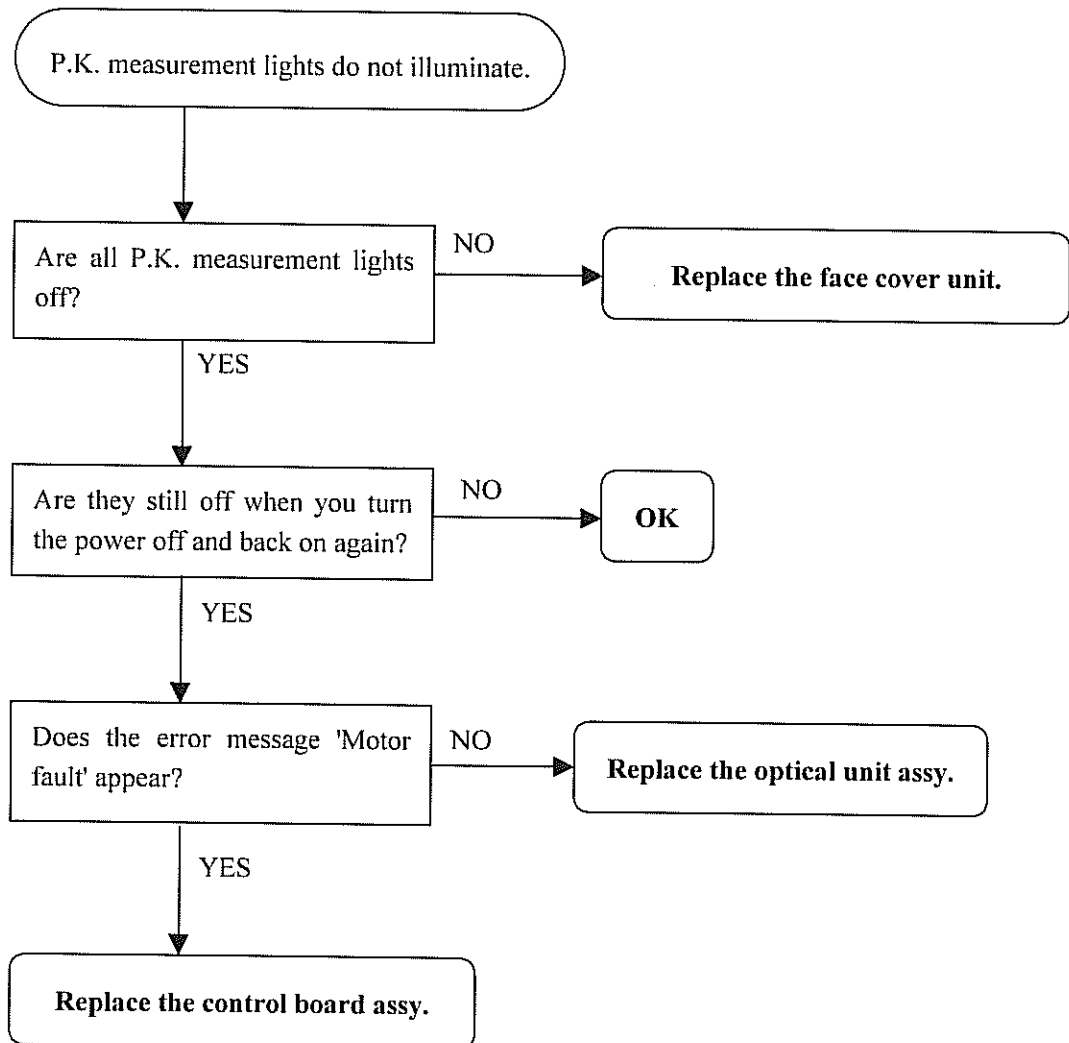 P.K. measurement lights do not illuminate.
Are all P.K. measurement lights
off?
NO
Replace the face cover unit.
YES
Are they still off when you turn
the power off and back on again?
NO
OK
YES
Does the error message 'Motor
fault' appear?
NO
Replace the optical unit assy.
YES
Replace the control board assy.